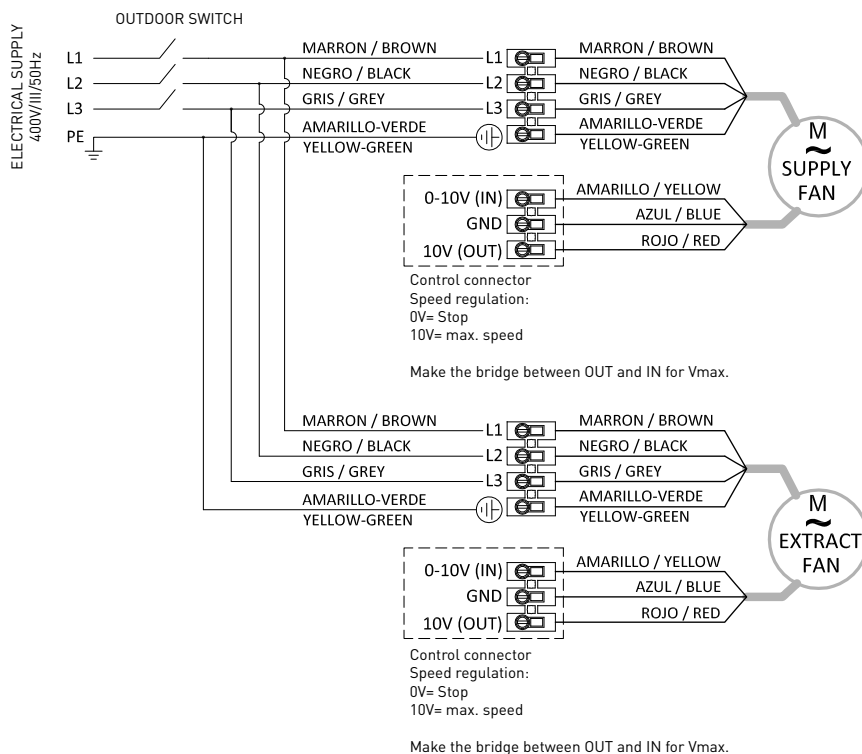 OUTDOOR SWITCH
ELECTRICAL SUPPLY
400V/III/50Hz
L1
L2
L3
PE
MARRON / BROWN
NEGRO / BLACK
GRIS / GREY
AMARILLO-VERDE
YELLOW-GREEN
L1
L2
L3
MARRON / BROWN
NEGRO / BLACK
GRIS / GREY
AMARILLO-VERDE
YELLOW-GREEN
M
~
SUPPLY
FAN
0-10V (IN)
GND
10V (OUT)
AMARILLO / YELLOW
AZUL / BLUE
ROJO / RED
Control connector
Speed regulation:
0V= Stop
10V= max. speed
Make the bridge between OUT and IN for Vmax.
MARRON / BROWN
NEGRO / BLACK
GRIS / GREY
AMARILLO-VERDE
YELLOW-GREEN
L1
L2
L3
MARRON / BROWN
NEGRO / BLACK
GRIS / GREY
AMARILLO-VERDE
YELLOW-GREEN
M
~
EXTRACT
FAN
0-10V (IN)
GND
10V (OUT)
AMARILLO / YELLOW
AZUL / BLUE
ROJO / RED
Control connector
Speed regulation:
0V= Stop
10V= max. speed
Make the bridge between OUT and IN for Vmax.